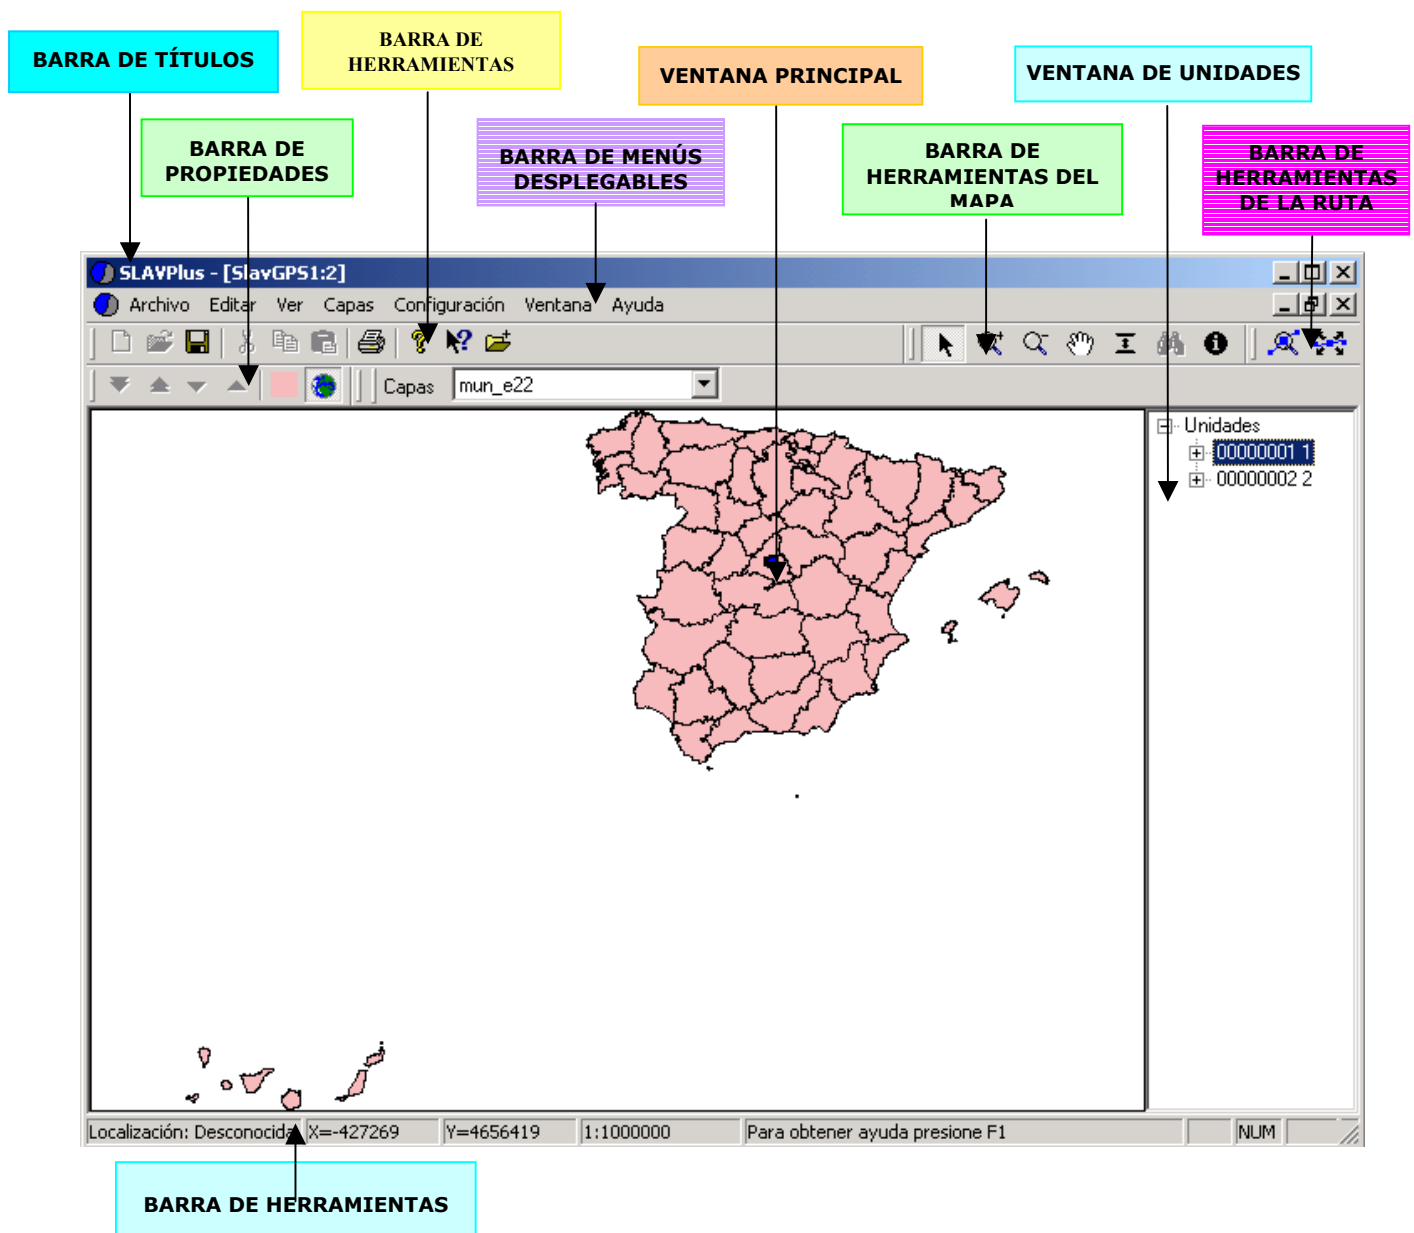 BARRA DE TÍTULOS
BARRA DE
HERRAMIENTAS
VENTANA PRINCIPAL
VENTANA DE UNIDADES
BARRA DE
PROPIEDADES
BARRA DE MENÚS
DESPLEGABLES
BARRA DE
HERRAMIENTAS DEL
MAPA
BARRA DE
HERRAMIENTAS
DE LA RUTA
SLAVPlus - [SlavGPS1:2]
Archivo Editar Ver Capas Configuración Ventana Ayuda
Capas mun_e22
Unidades
00000001 1
00000002 2
Localización: Desconocida X=-427269 Y=4656419 1:1000000 Para obtener ayuda presione F1 NUM
BARRA DE HERRAMIENTAS